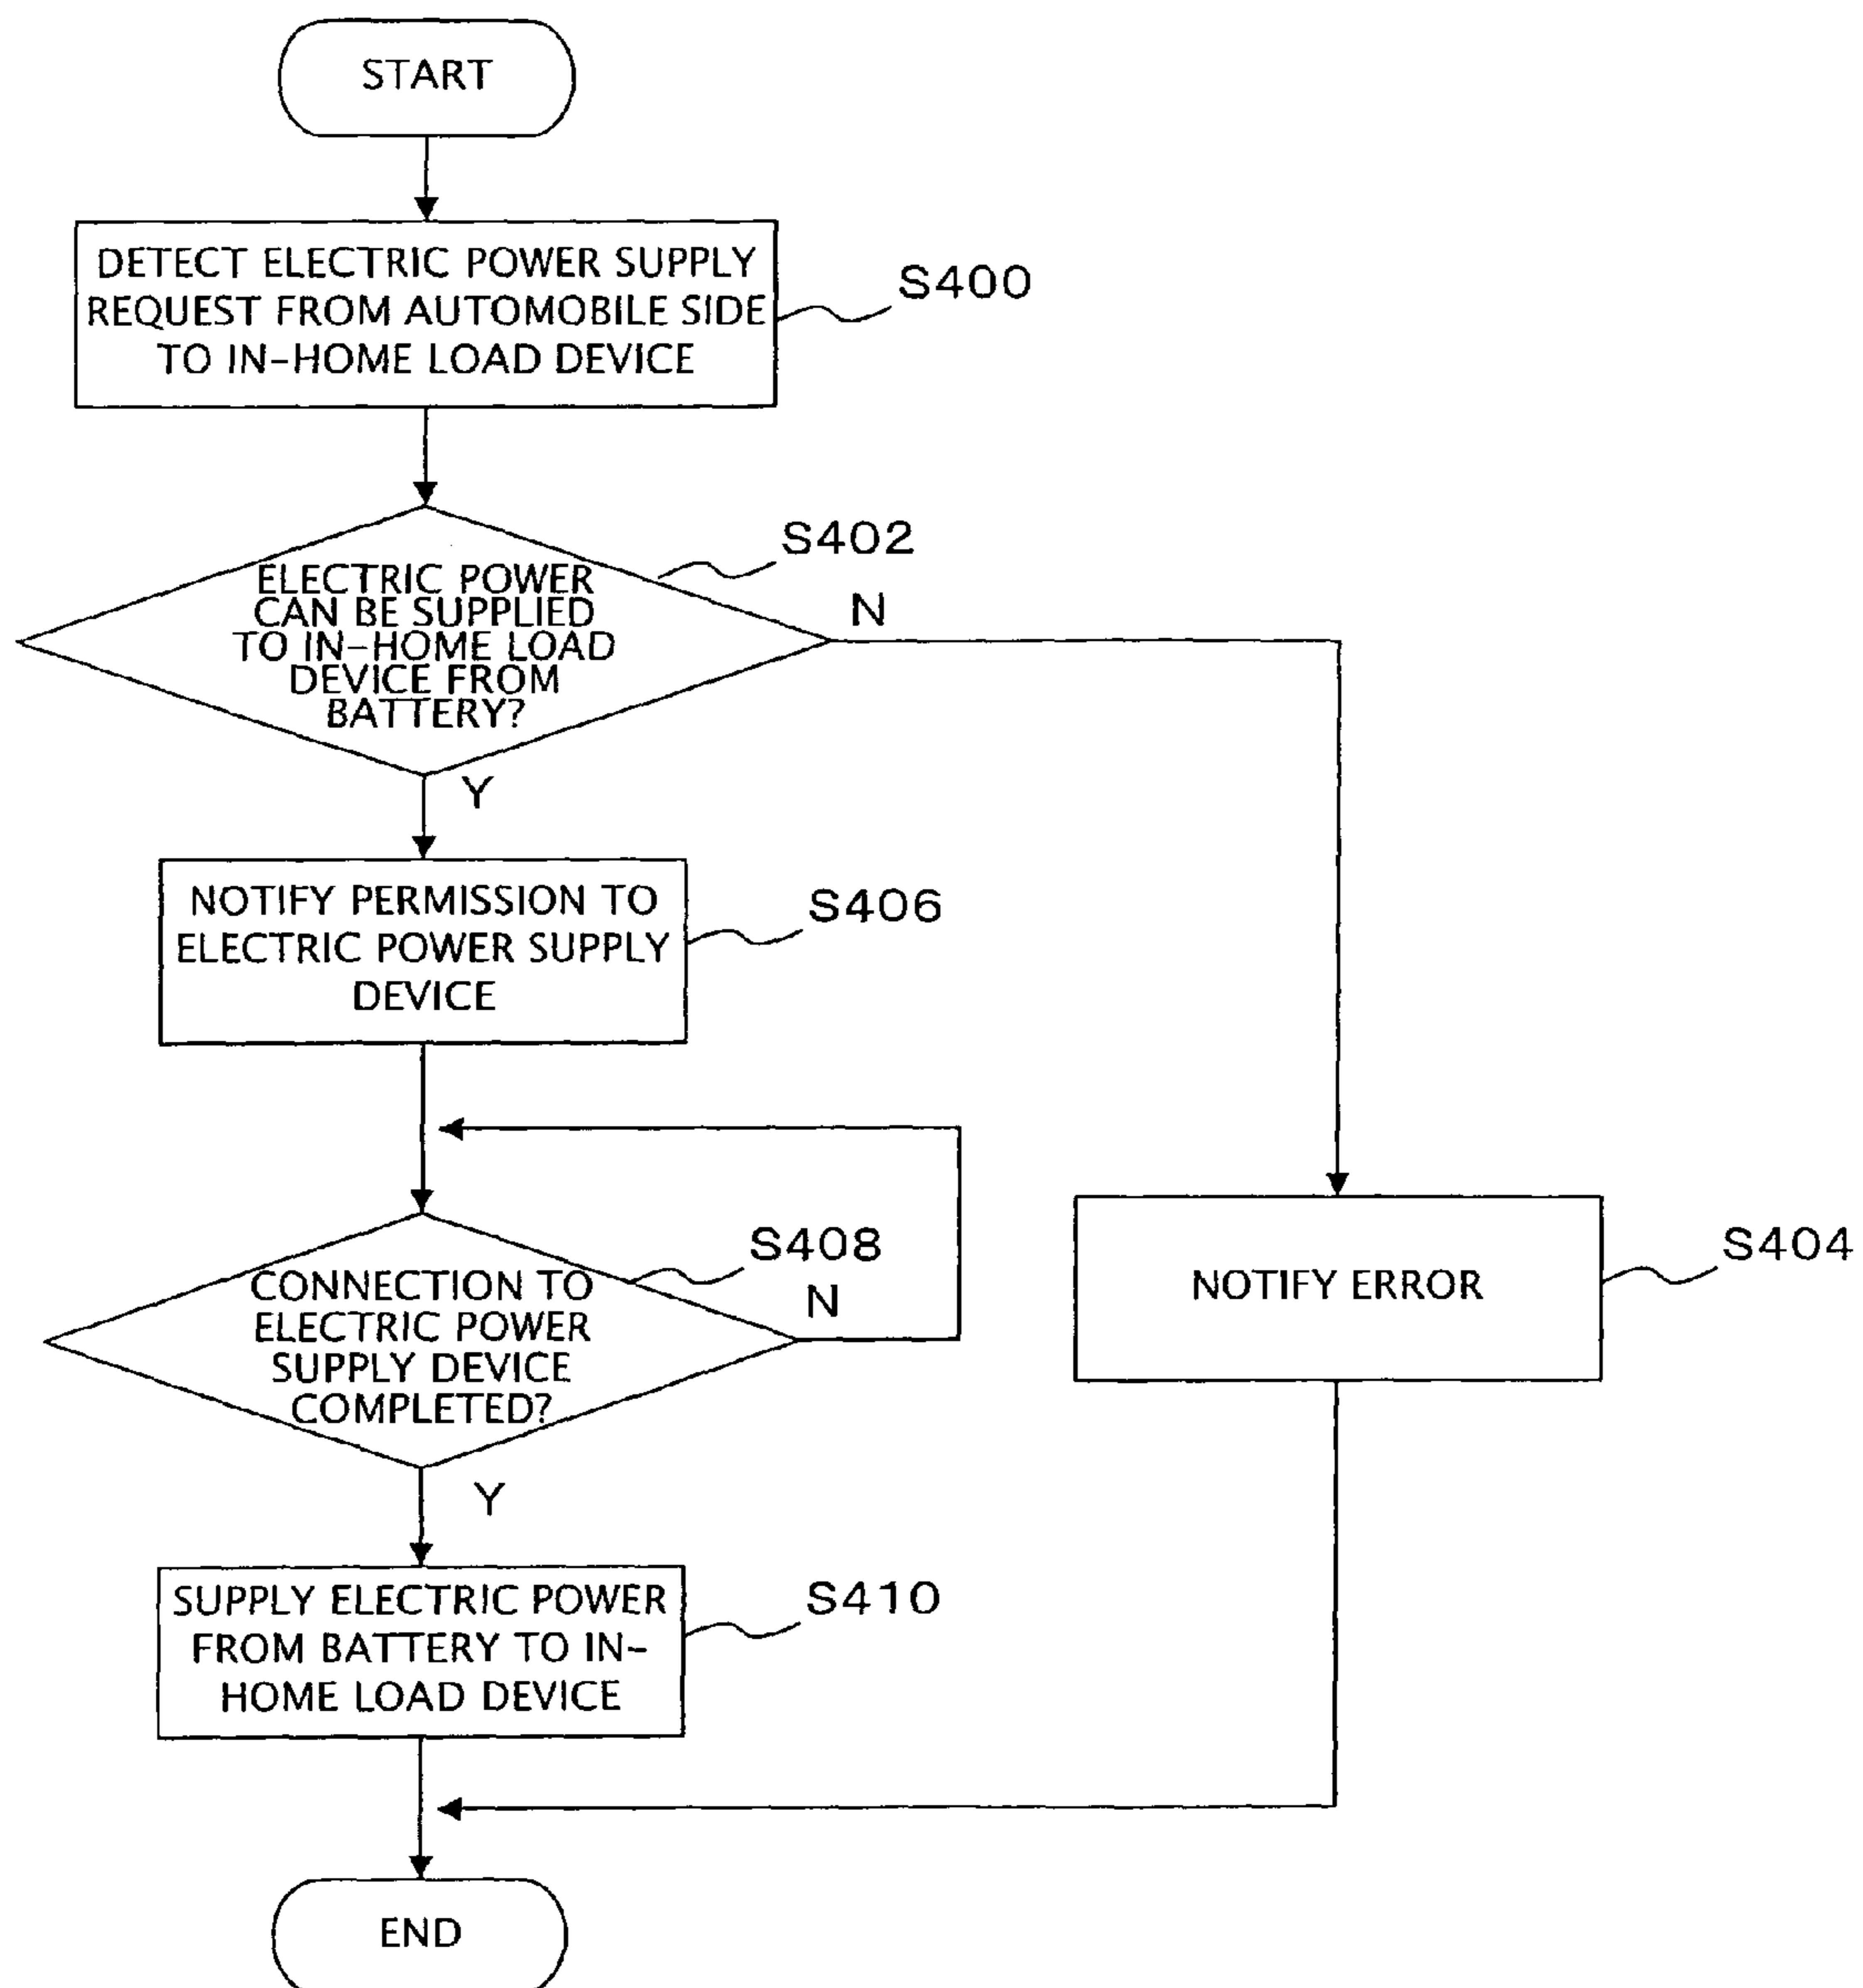 START
DETECT ELECTRIC POWER SUPPLY
REQUEST FROM AUTOMOBILE SIDE
TO IN-HOME LOAD DEVICE
S400
S402
ELECTRIC POWER
CAN BE SUPPLIED
TO IN-HOME LOAD
DEVICE FROM
BATTERY?
N
Y
NOTIFY PERMISSION TO
ELECTRIC POWER SUPPLY
DEVICE
S406
S408
CONNECTION TO
ELECTRIC POWER
SUPPLY DEVICE
COMPLETED?
N
NOTIFY ERROR
S404
Y
SUPPLY ELECTRIC POWER
FROM BATTERY TO IN-
HOME LOAD DEVICE
S410
END